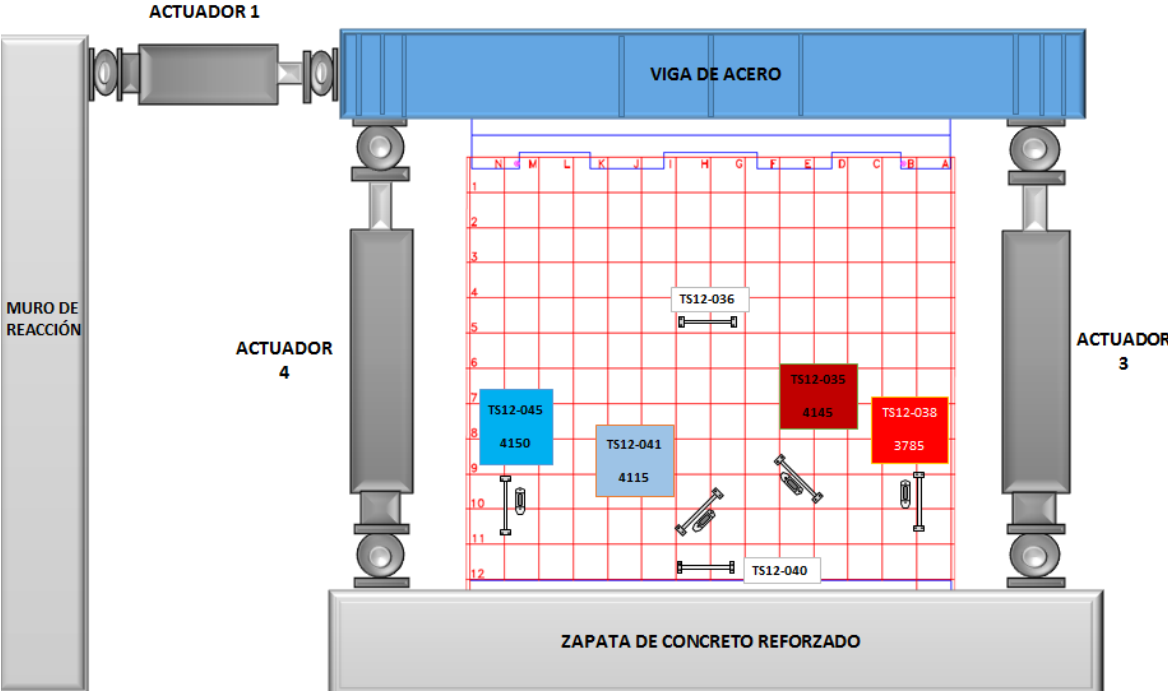 ACTUADOR 1
VIGA DE ACERO
N M L K J I H G F E D C B A
1
2
3
4
TS12-036
MURO DE
REACCIÓN
5
ACTUADOR
4
ACTUADOR
3
6
TS12-035
4145
7
TS12-045
4150
TS12-038
3785
8
TS12-041
4115
9
10
11
12
TS12-040
ZAPATA DE CONCRETO REFORZADO